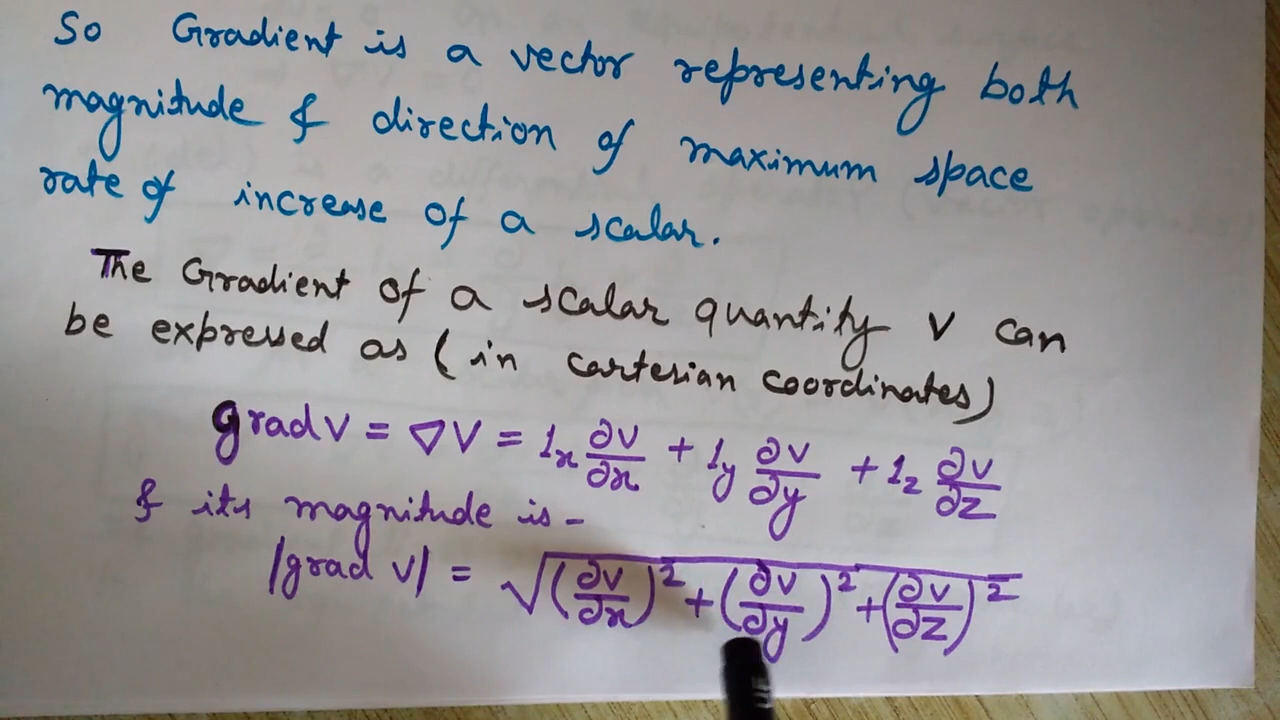 So Gradient is a vector representing both
magnitude & direction of maximum space
rate of increase of a scalar.
The Gradient of a scalar quantity V can
be expressed as (in cartesian coordinates)
grad V = ∇V = 1x ∂V/∂x + 1y ∂V/∂y + 1z ∂V/∂z
& its magnitude is -
|grad V| = √(∂V/∂x)² + (∂V/∂y)² + (∂V/∂z)²